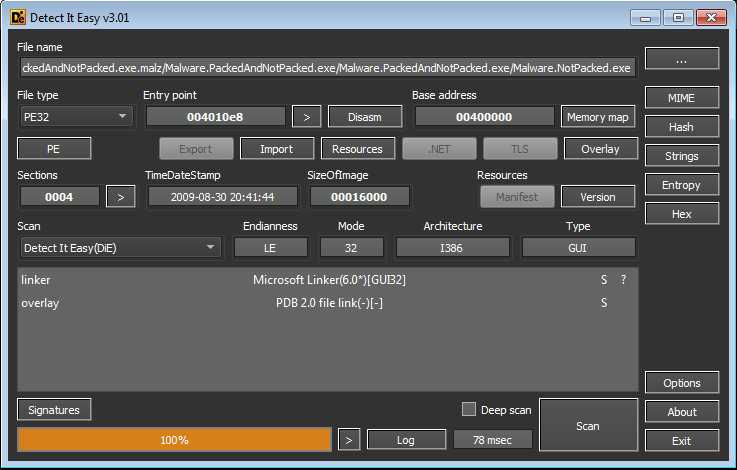 Detect It Easy v3.01
File name
ckedAndNotPacked.exe.malz/Malware.PackedAndNotPacked.exe/Malware.PackedAndNotPacked.exe/Malware.NotPacked.exe
...
File type Entry point Base address
PE32 004010e8 > Disasm 00400000 Memory map MIME
PE Export Import Resources .NET TLS Overlay Hash
Sections TimeDateStamp SizeOfImage Resources Strings
0004 > 2009-08-30 20:41:44 00016000 Manifest Version Entropy
Hex
Scan Endianness Mode Architecture Type
Detect It Easy(DiE) LE 32 I386 GUI
linker Microsoft Linker(6.0*)[GUI32] S ?
overlay PDB 2.0 file link(-)[-] S
Options
Signatures Deep scan Scan About
100% > Log 78 msec Exit